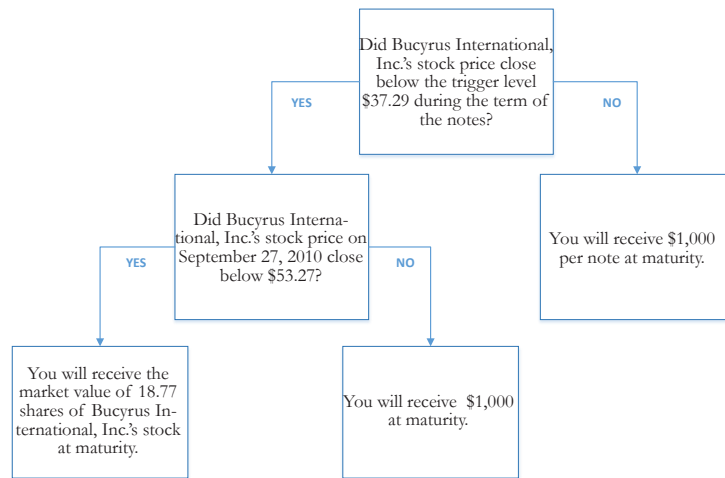 Did Bucyrus International,
Inc.'s stock price close
below the trigger level
$37.29 during the term of
the notes?
YES
NO
Did Bucyrus Interna-
tional, Inc.'s stock price on
September 27, 2010 close
below $53.27?
You will receive $1,000
per note at maturity.
YES
NO
You will receive the
market value of 18.77
shares of Bucyrus In-
ternational, Inc.'s stock
at maturity.
You will receive $1,000
at maturity.